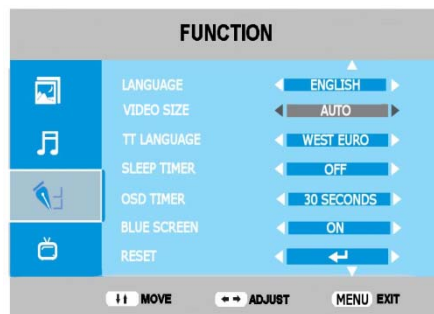 FUNCTION
LANGUAGE ENGLISH
VIDEO SIZE AUTO
TT LANGUAGE WEST EURO
SLEEP TIMER OFF
OSD TIMER 30 SECONDS
BLUE SCREEN ON
RESET
MOVE ADJUST MENU EXIT